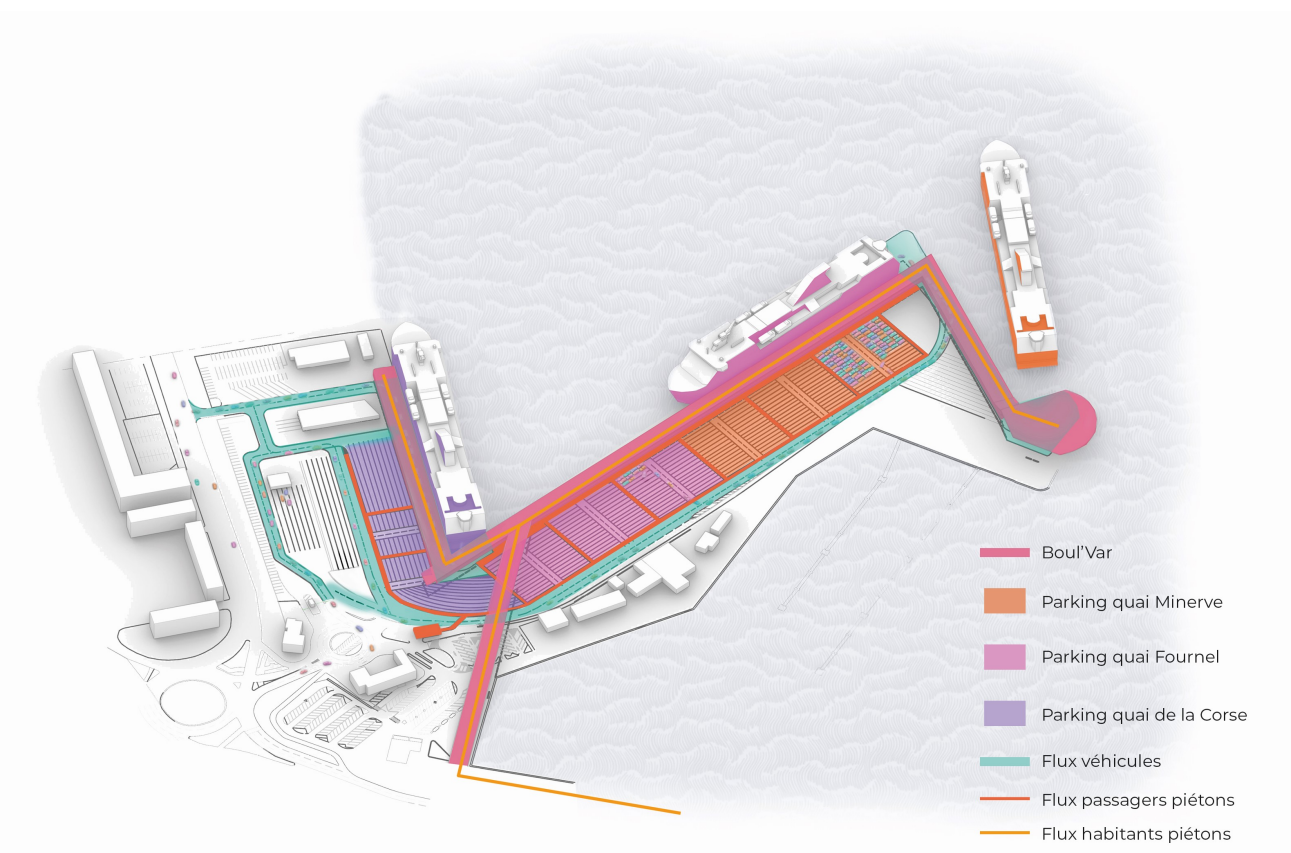 Boul'Var
Parking quai Minerve
Parking quai Fournel
Parking quai de la Corse
Flux véhicules
Flux passagers piétons
Flux habitants piétons